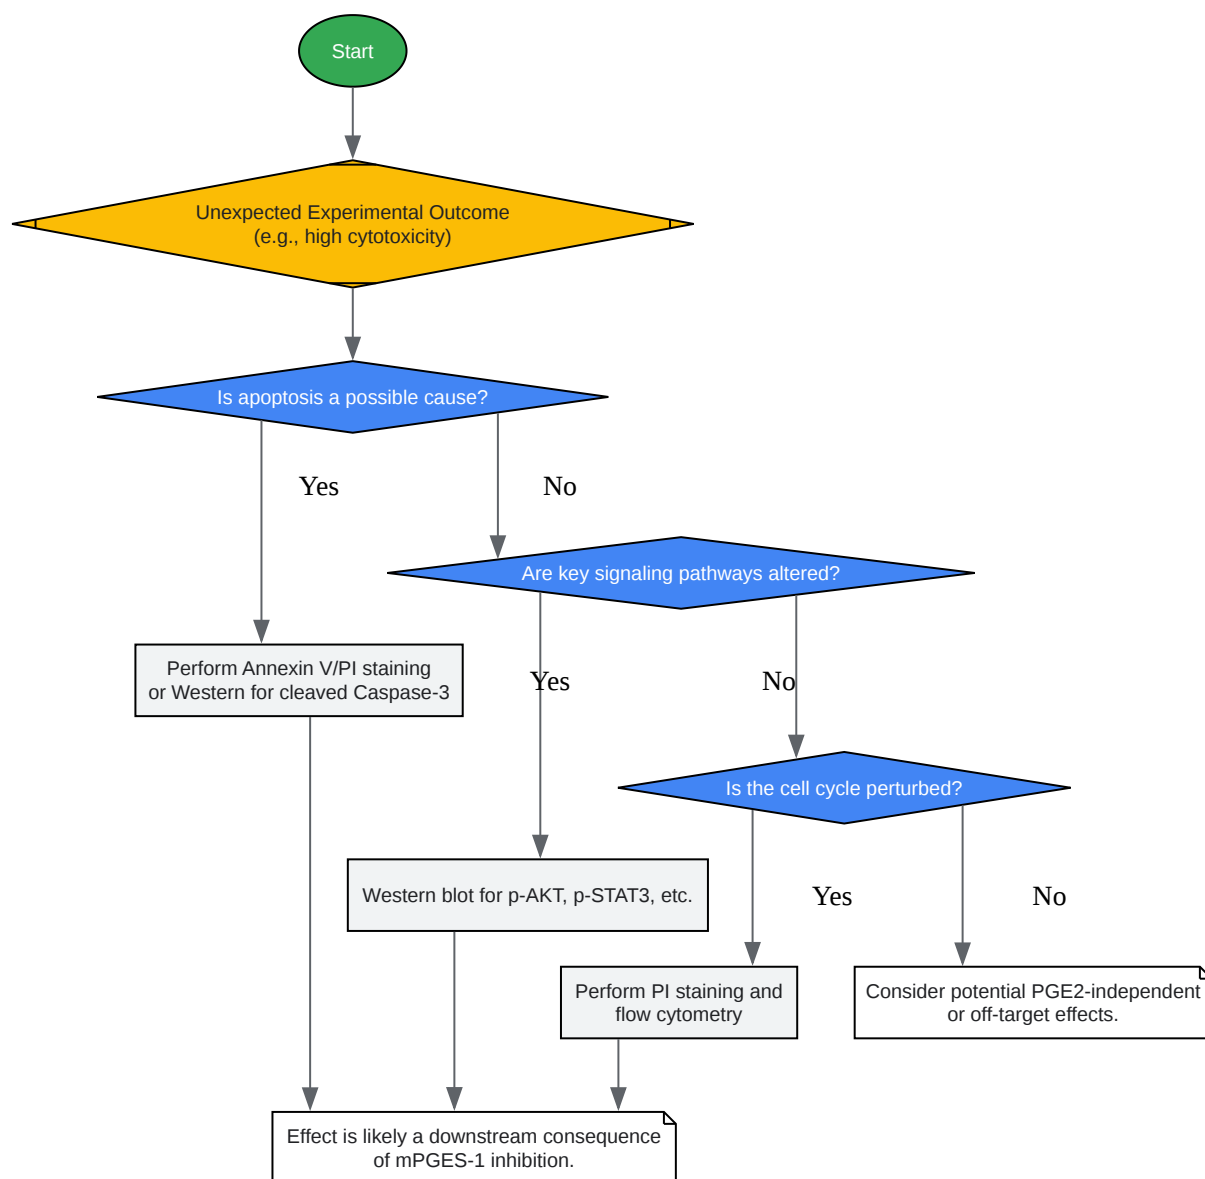 Start
Unexpected Experimental Outcome
(e.g., high cytotoxicity)
Is apoptosis a possible cause?
Yes
No
Are key signaling pathways altered?
Perform Annexin V/PI staining
or Western for cleaved Caspase-3
Yes
No
Is the cell cycle perturbed?
Western blot for p-AKT, p-STAT3, etc.
Yes
No
Perform PI staining and
flow cytometry
Consider potential PGE2-independent
or off-target effects.
Effect is likely a downstream consequence
of mPGES-1 inhibition.